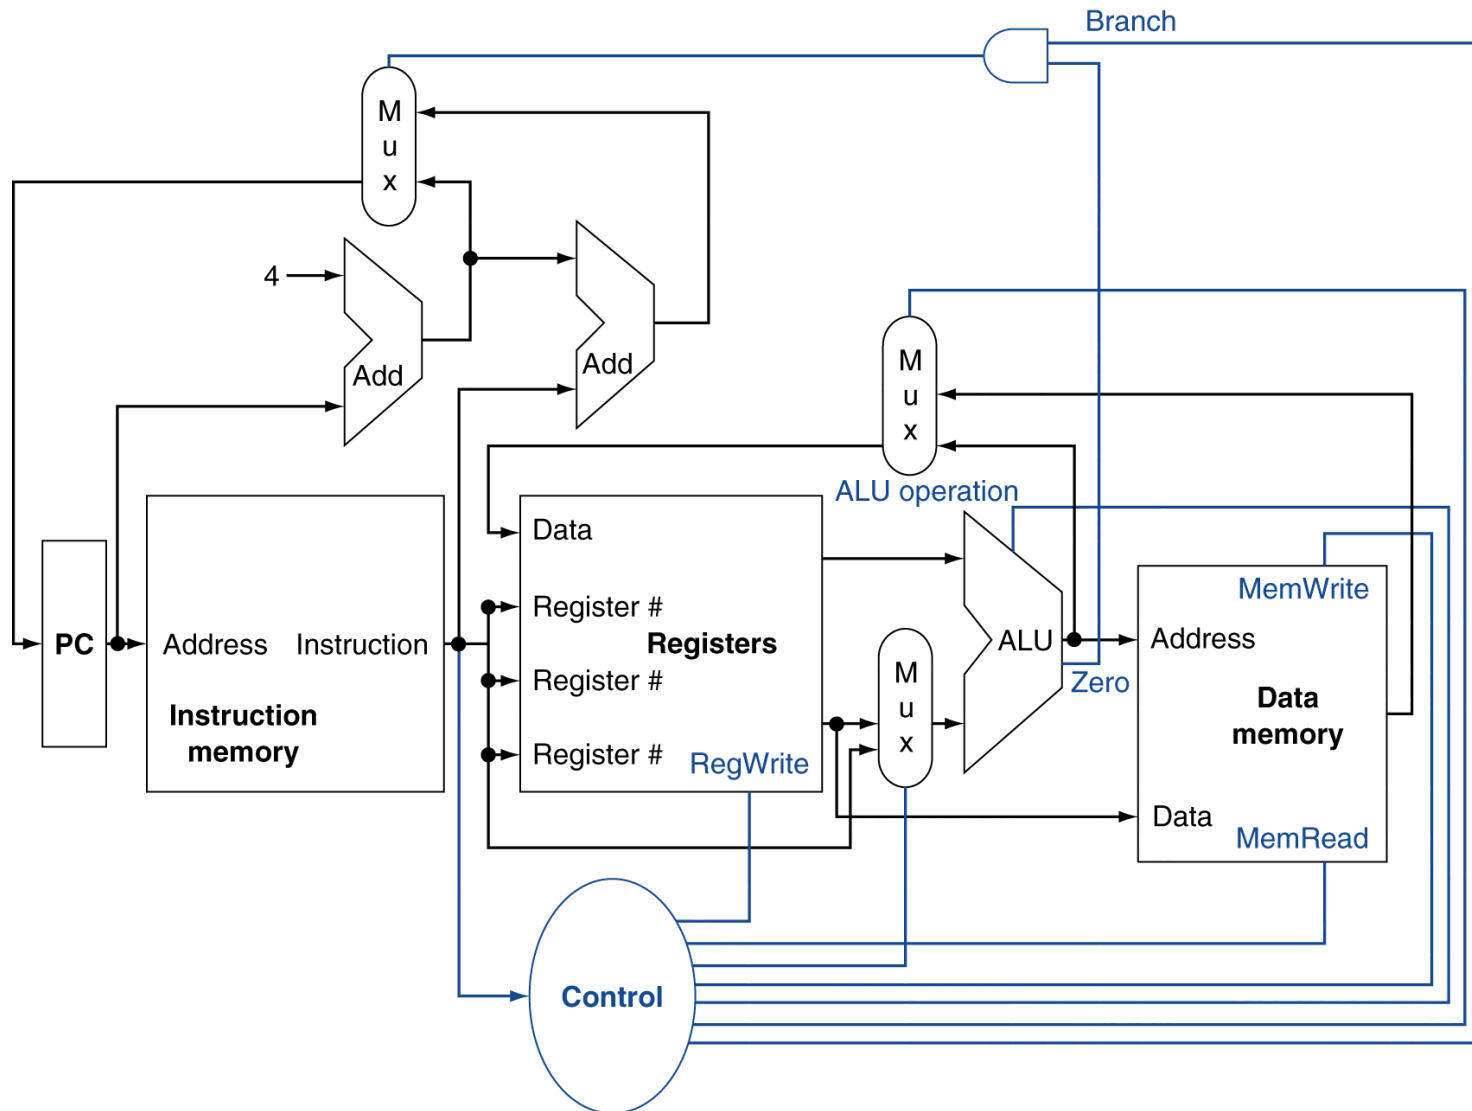 Branch
M
u
x
4
Add
Add
M
u
x
ALU operation
Data
Register #
Registers
Register #
Register #
RegWrite
PC
Address
Instruction
Instruction
memory
M
u
x
ALU
Zero
MemWrite
Address
Data
memory
Data
MemRead
Control